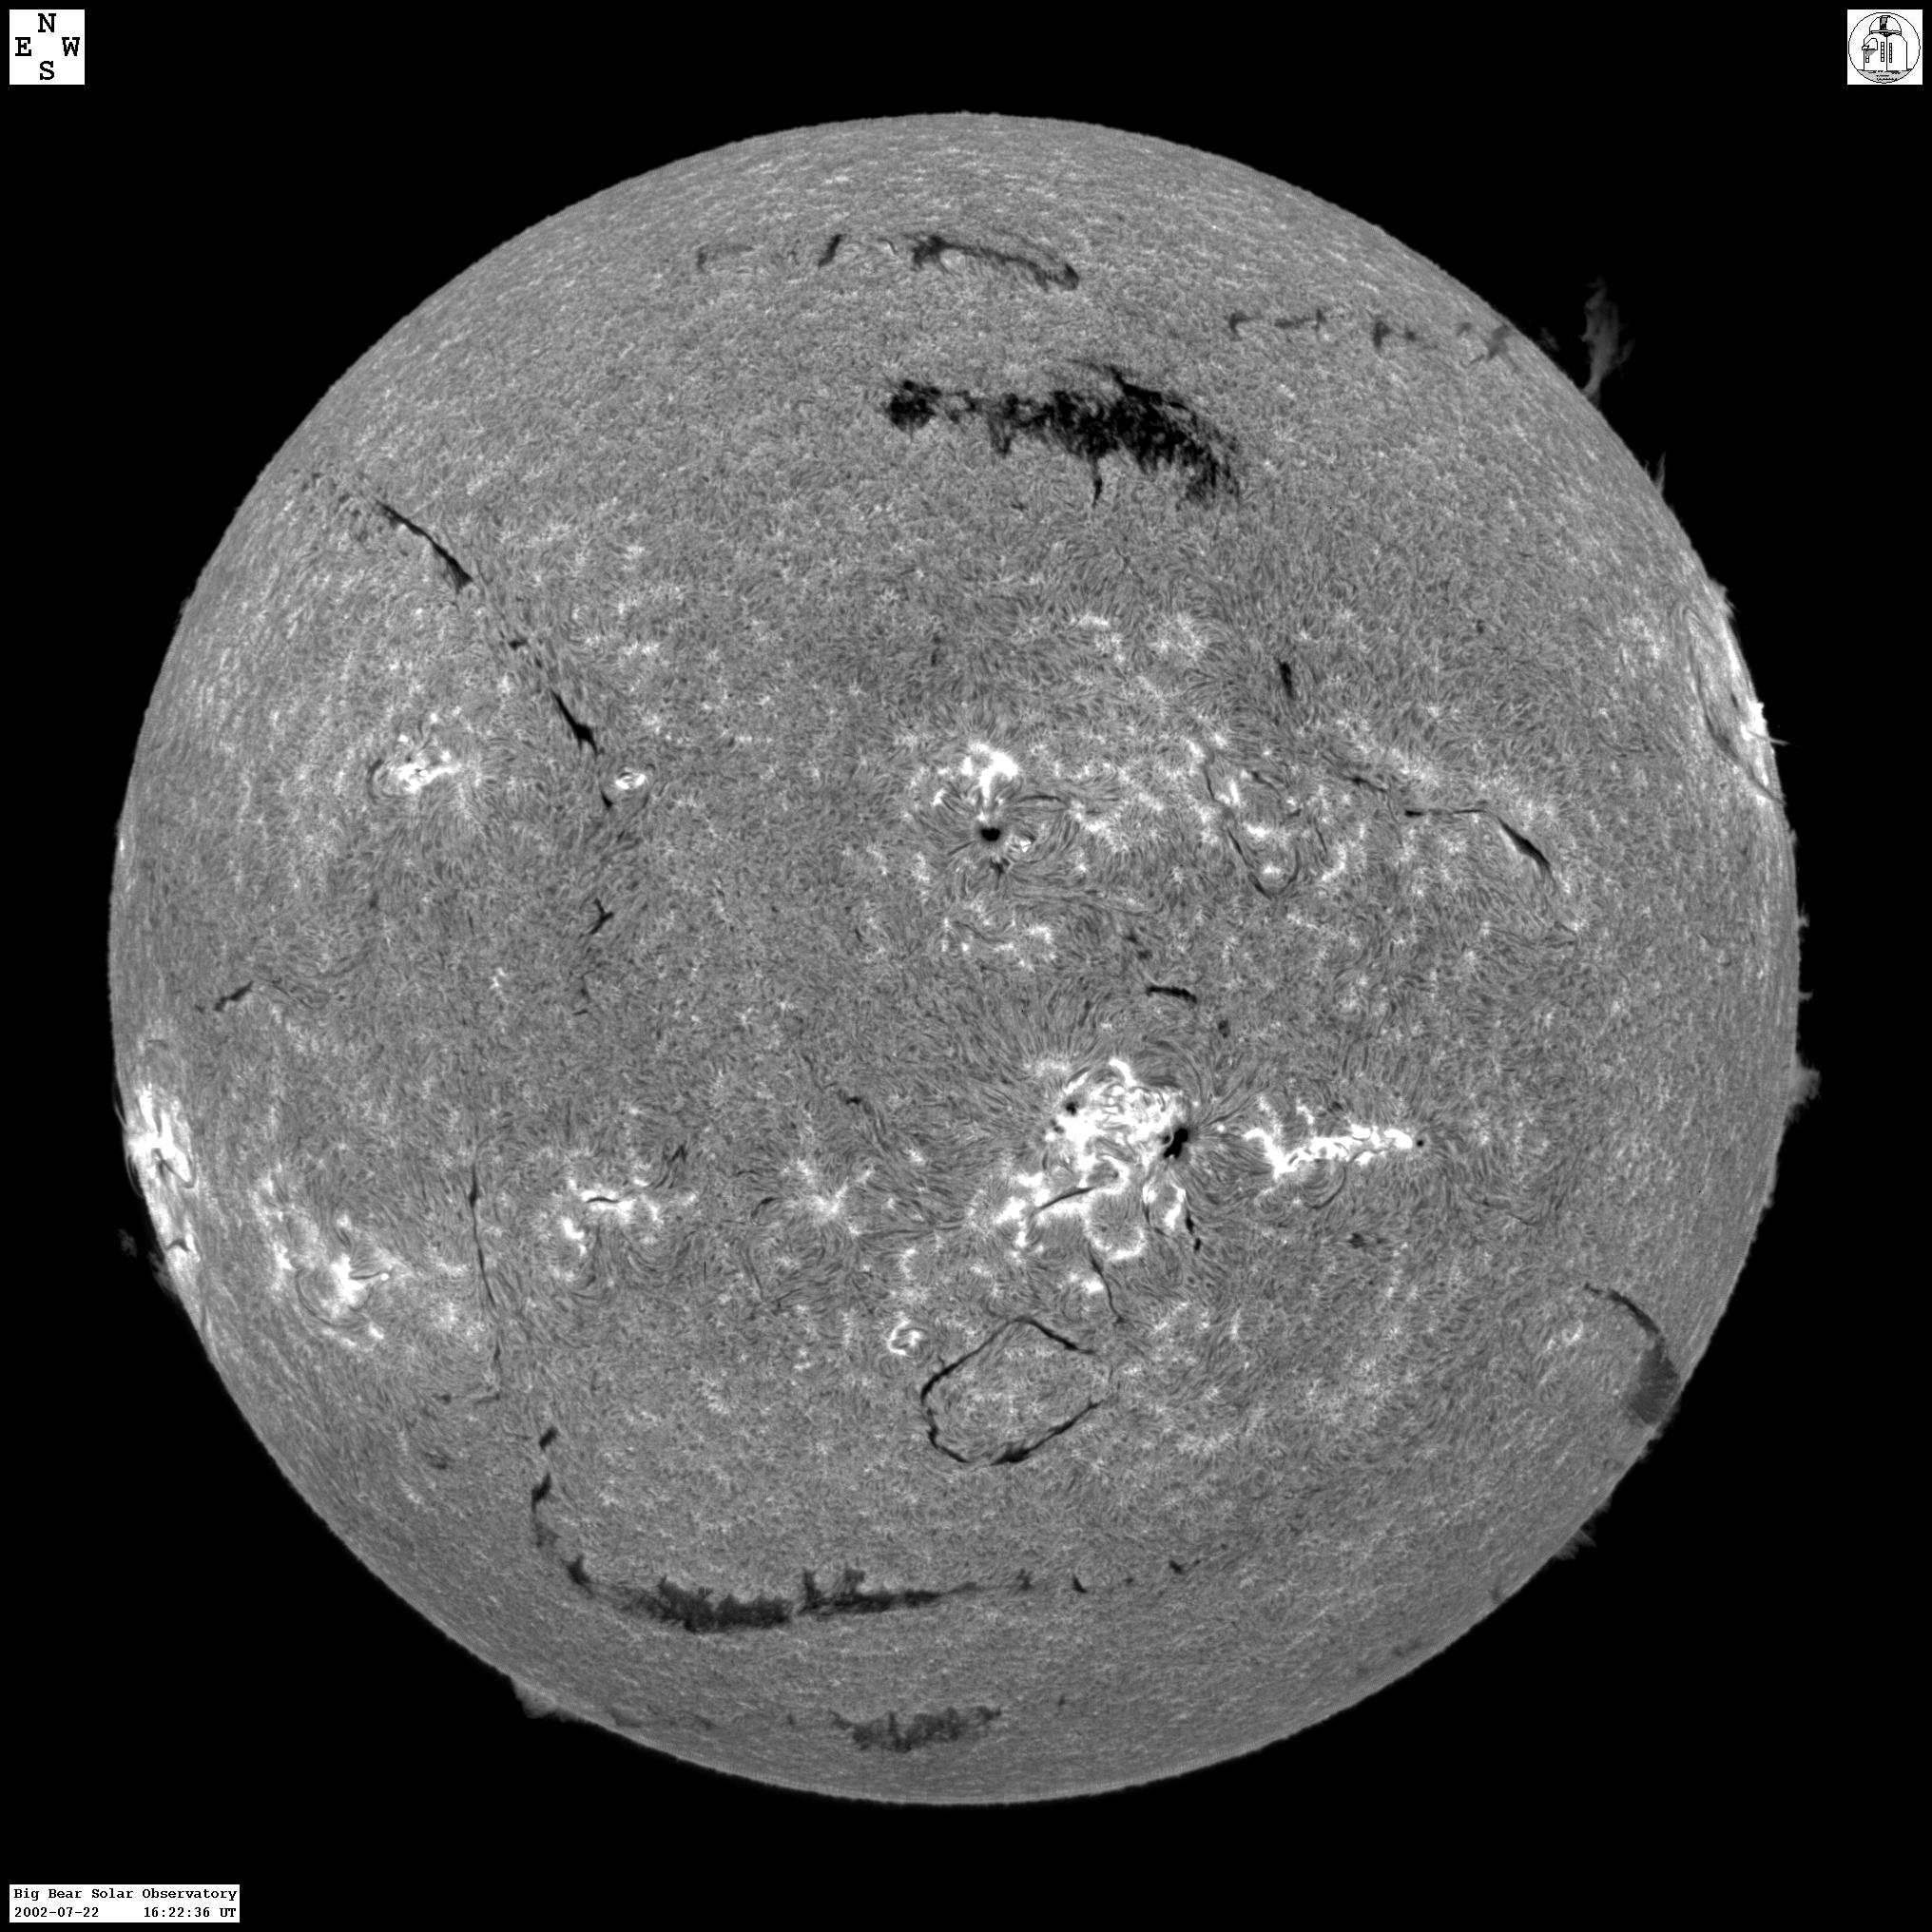 N
E W
S
Big Bear Solar Observatory
2002-07-22 16:22:36 UT